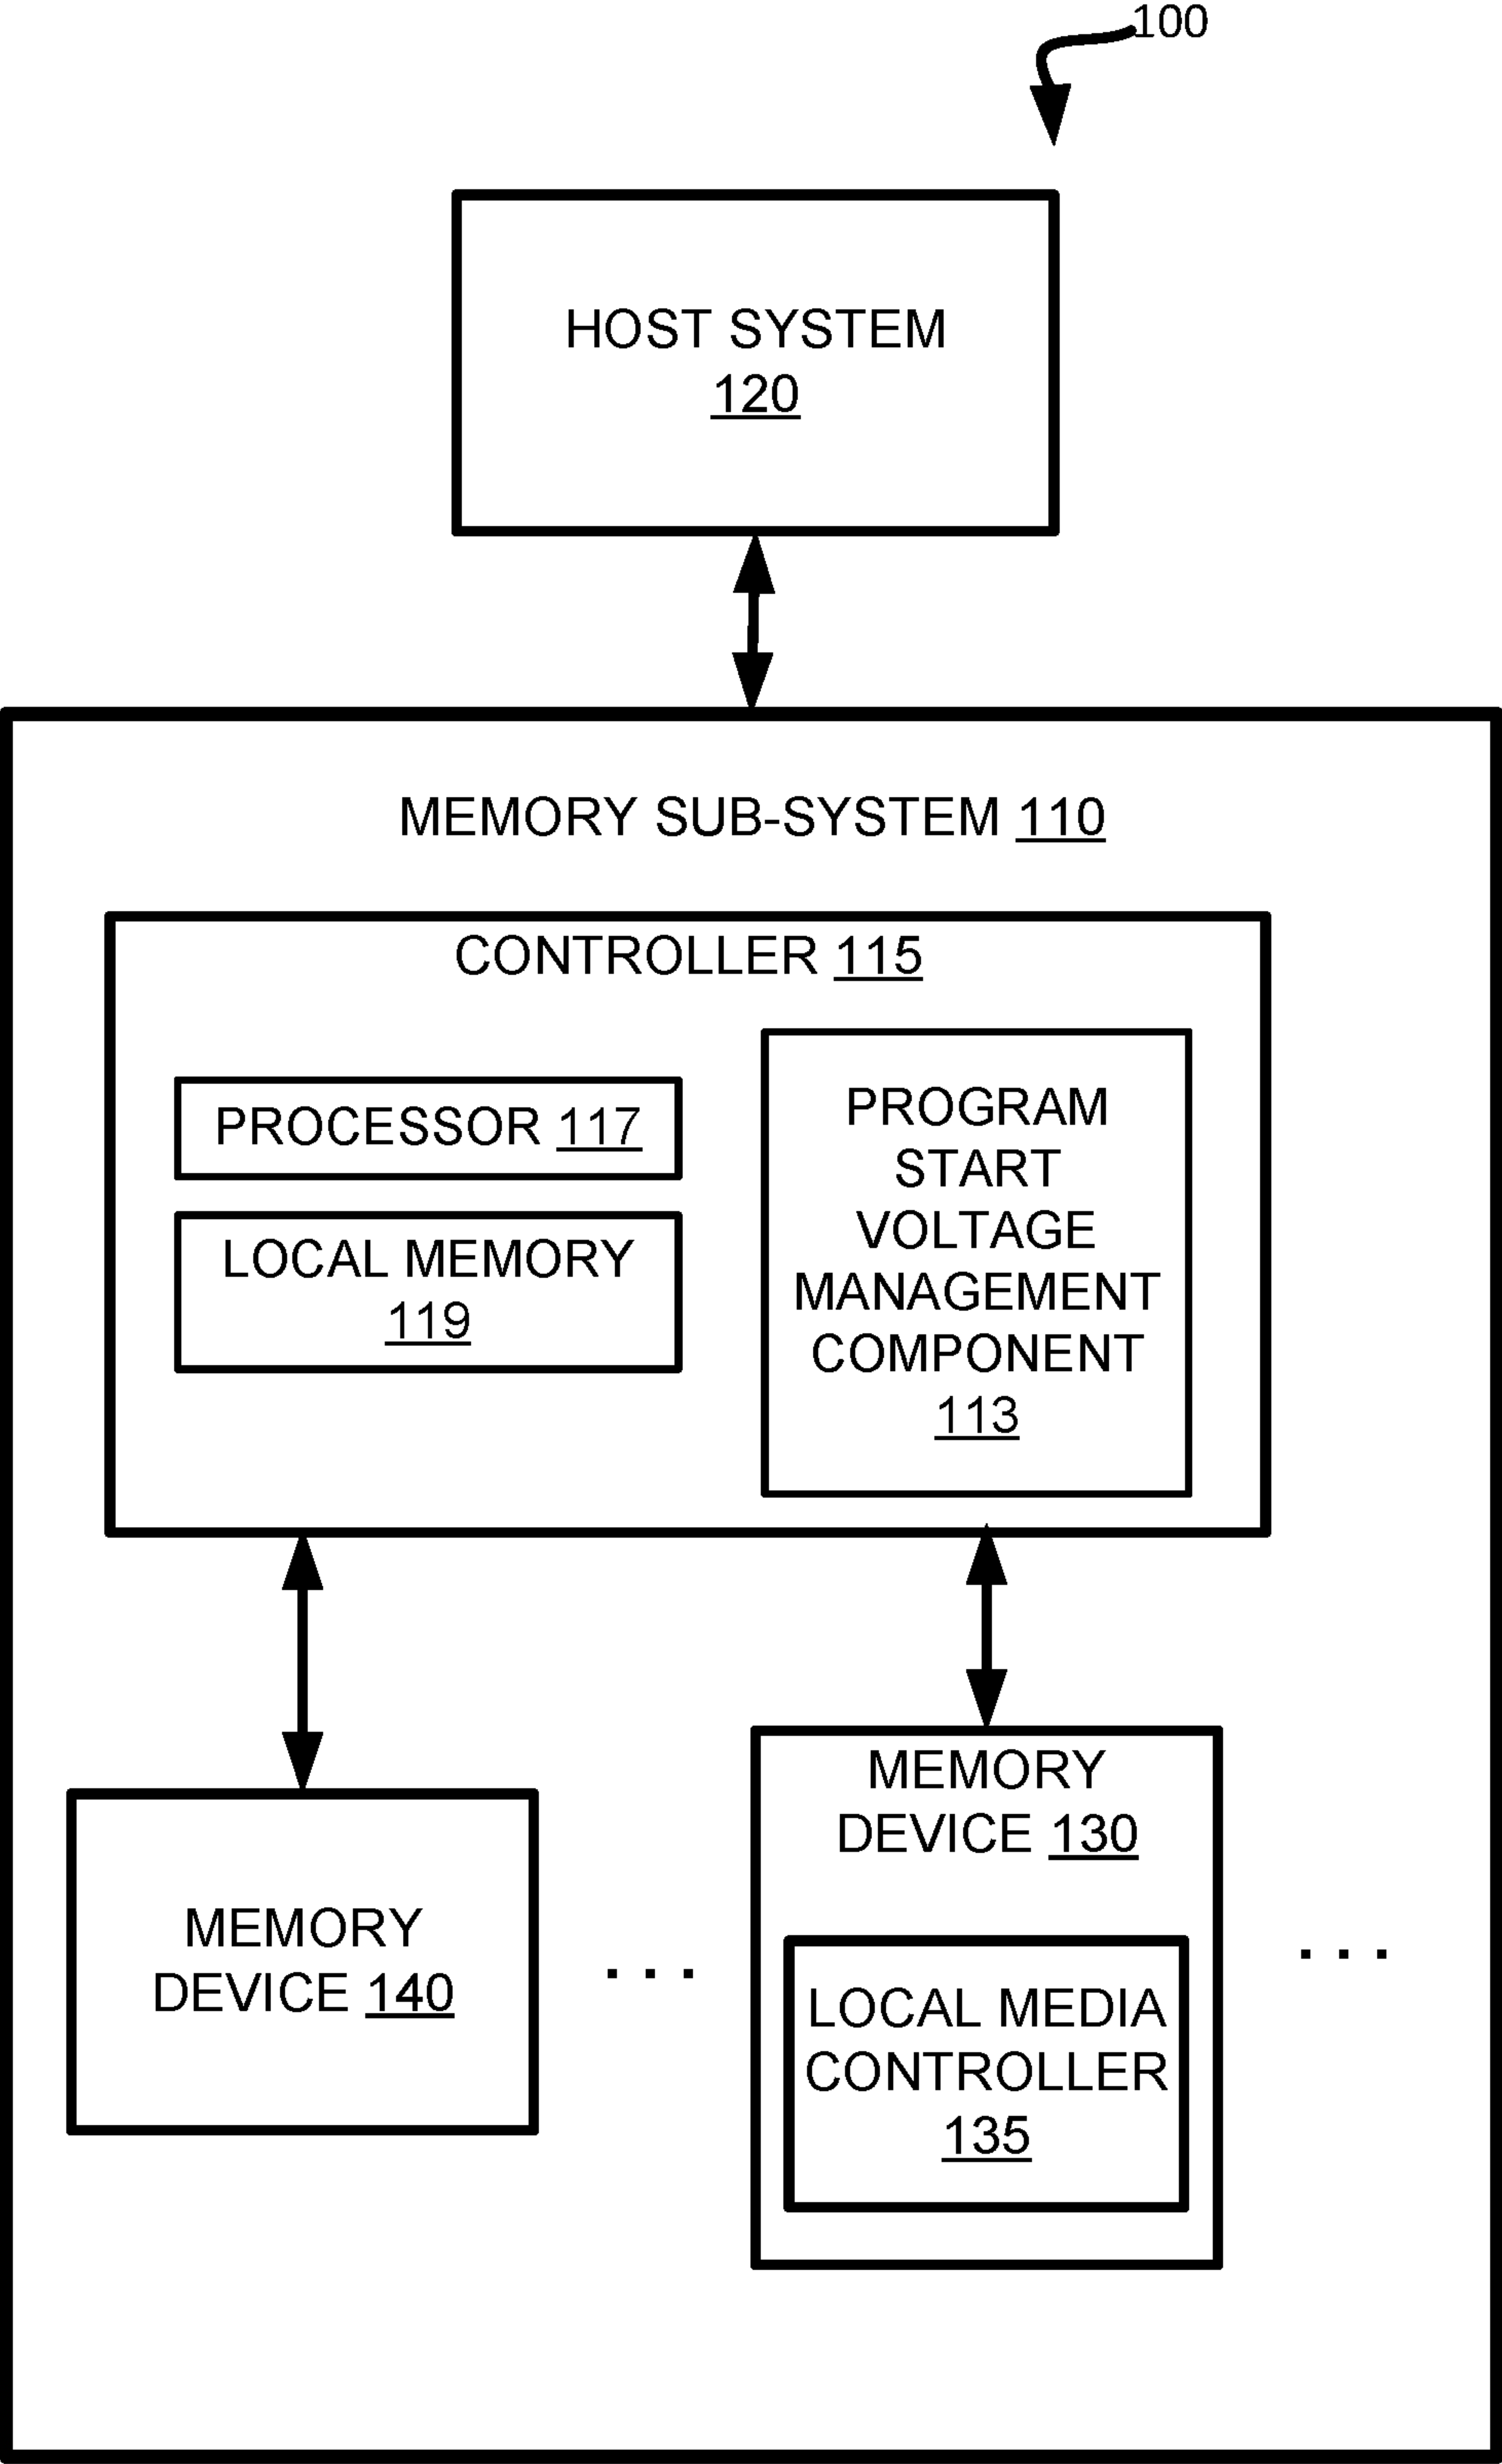 100
HOST SYSTEM
120
MEMORY SUB-SYSTEM 110
CONTROLLER 115
PROCESSOR 117
LOCAL MEMORY
119
PROGRAM
START
VOLTAGE
MANAGEMENT
COMPONENT
113
MEMORY
DEVICE 140
. . .
MEMORY
DEVICE 130
LOCAL MEDIA
CONTROLLER
135
. . .